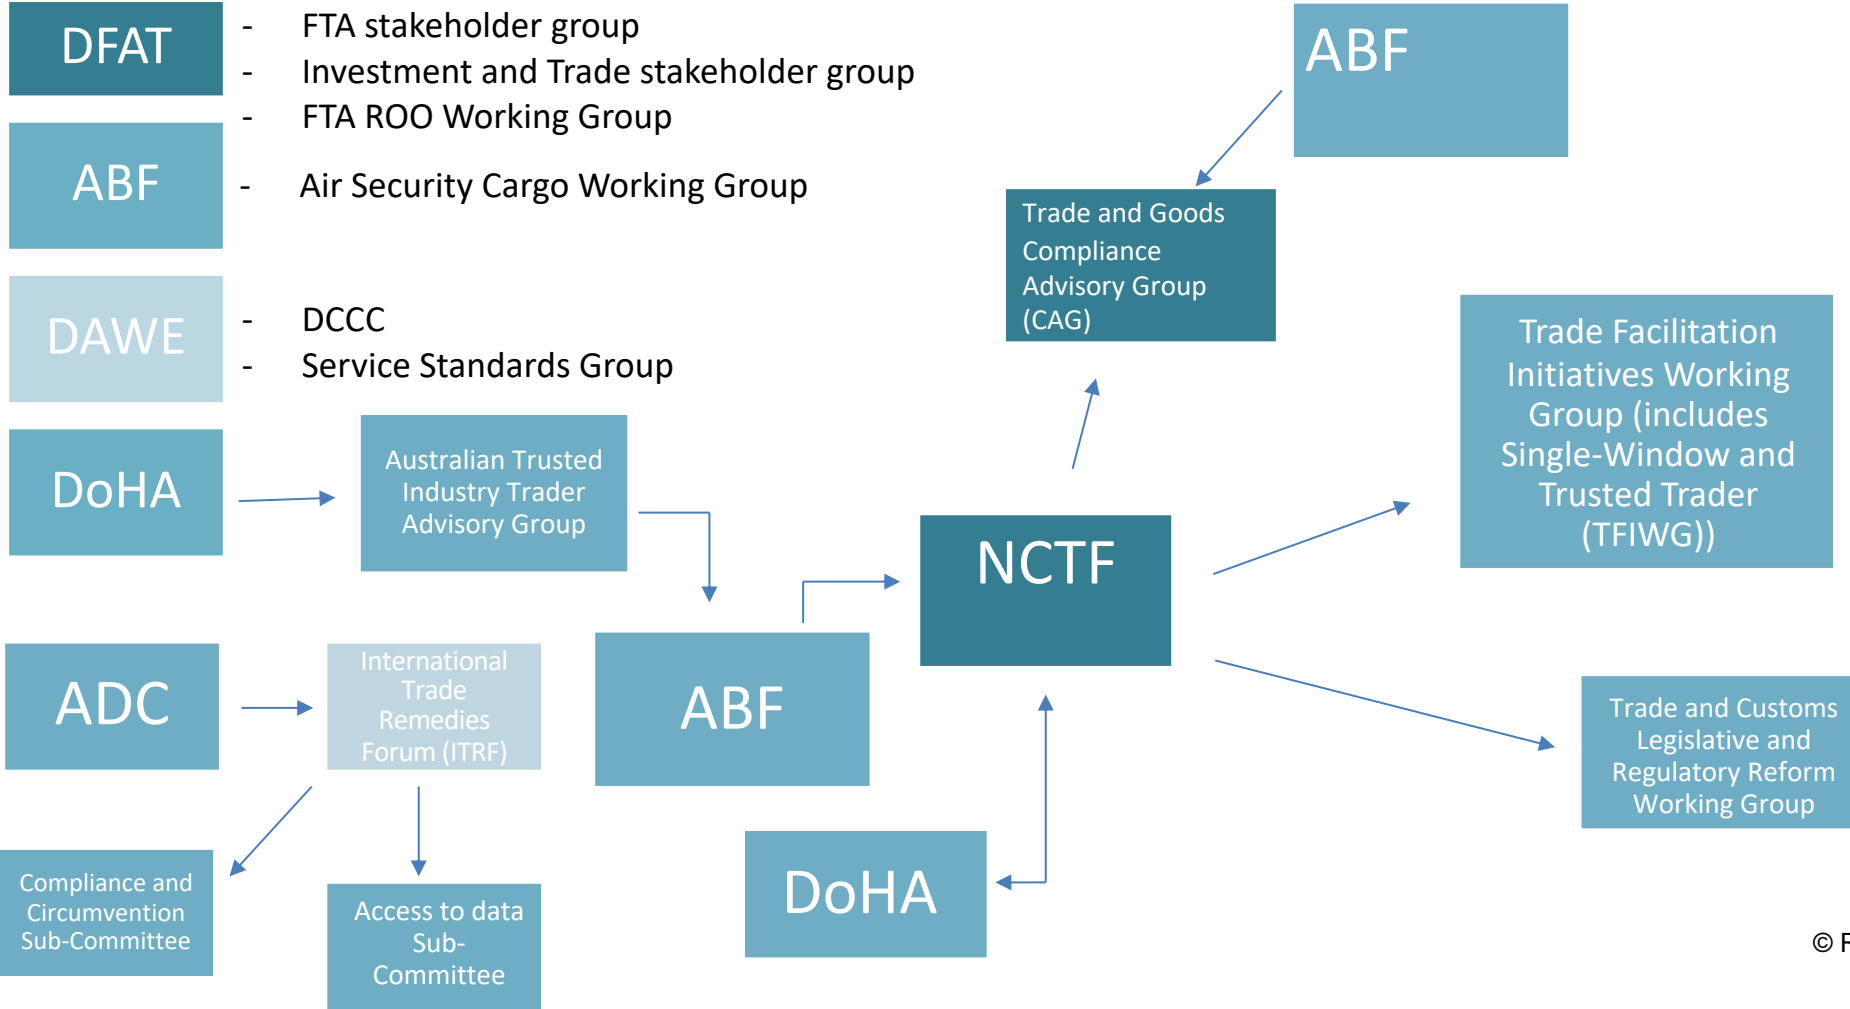 DFAT
- FTA stakeholder group
- Investment and Trade stakeholder group
- FTA ROO Working Group
ABF
- Air Security Cargo Working Group
DAWE
- DCCC
- Service Standards Group
DoHA
Australian Trusted
Industry Trader
Advisory Group
ADC
International
Trade
Remedies
Forum (ITRF)
Compliance and
Circumvention
Sub-Committee
Access to data
Sub-
Committee
ABF
NCTF
DoHA
ABF
Trade and Goods
Compliance
Advisory Group
(CAG)
Trade Facilitation
Initiatives Working
Group (includes
Single-Window and
Trusted Trader
(TFIWG))
Trade and Customs
Legislative and
Regulatory Reform
Working Group
©